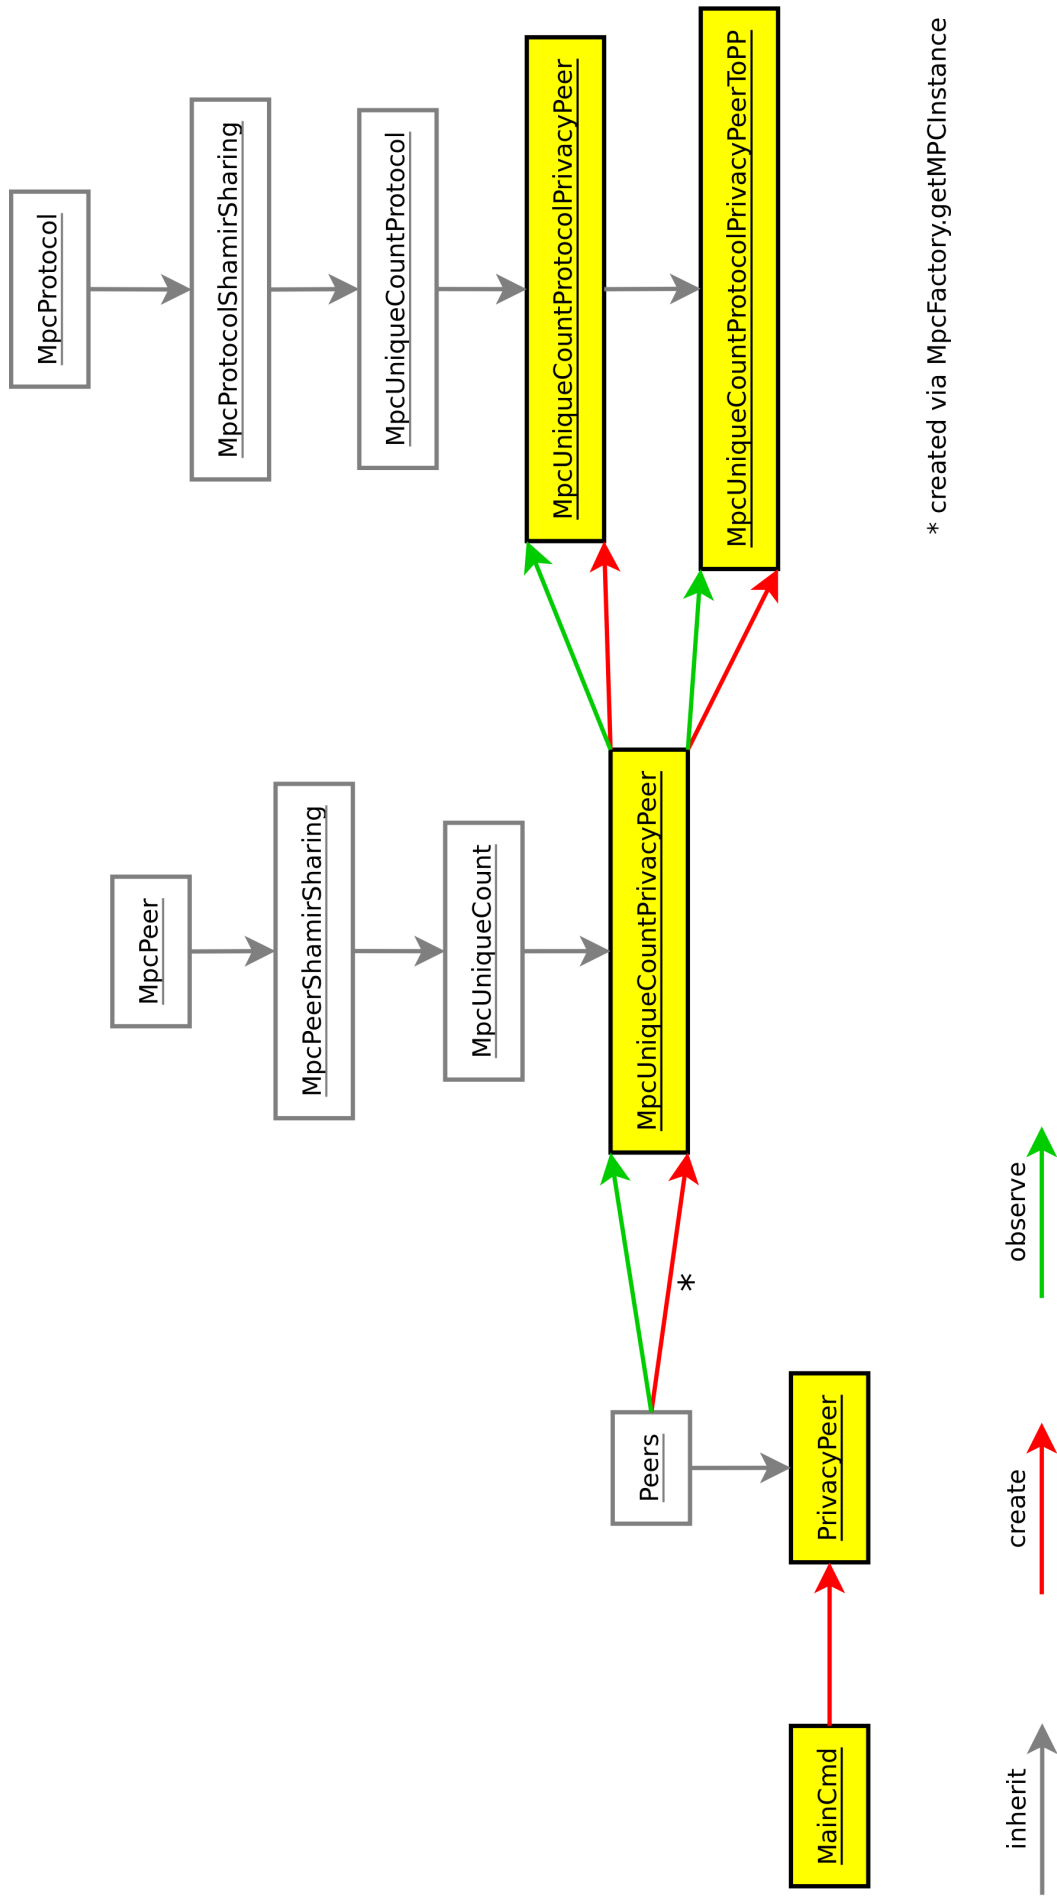 MpcProtocol
MpcProtocolShamirSharing
MpcPeer
MpcUniqueCountProtocol
MpcPeerShamirSharing
MpcUniqueCountProtocolPrivacyPeer
MpcUniqueCount
MpcUniqueCountProtocolPrivacyPeerToPP
MpcUniqueCountPrivacyPeer
Peers
*
MainCmd
PrivacyPeer
* created via MpcFactory.getMPCInstance
inherit
create
observe